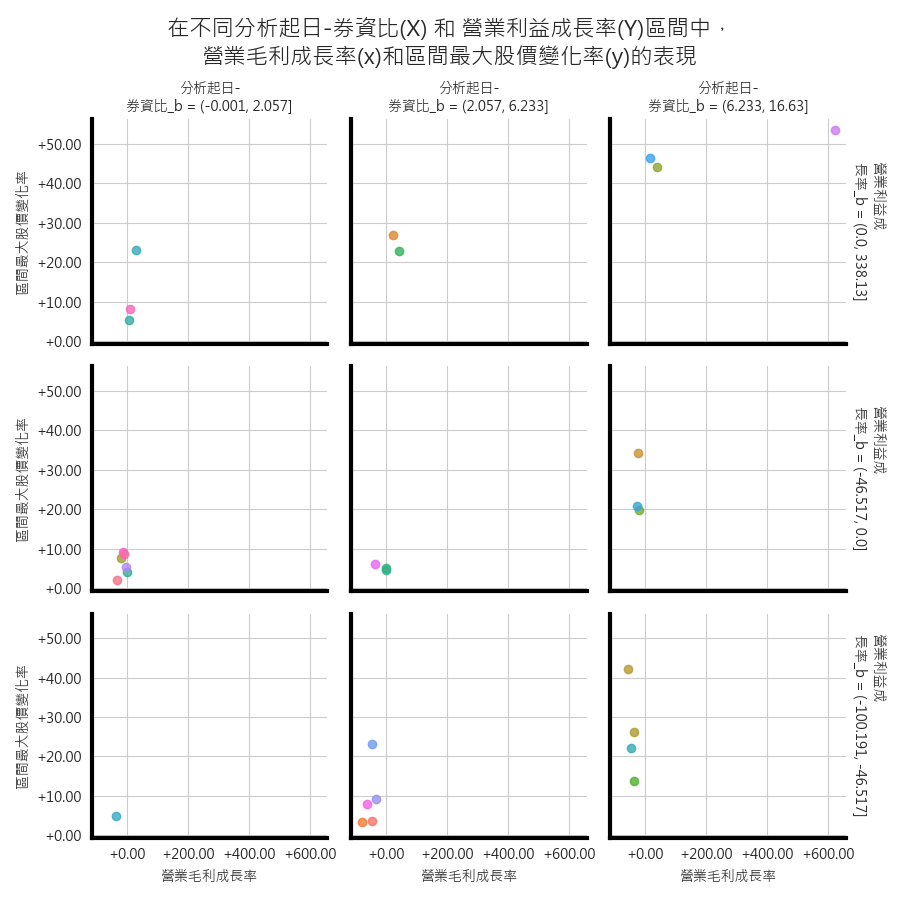 在不同分析起日-券資比(X) 和 營業利益成長率(Y)區間中，
營業毛利成長率(x)和區間最大股價變化率(y)的表現
分析起日-
券資比_b = (-0.001, 2.057]
分析起日-
券資比_b = (2.057, 6.233]
分析起日-
券資比_b = (6.233, 16.63]
+50.00
+40.00
+30.00
+20.00
+10.00
+0.00
區間最大股價變化率
營業利益成
長率_b = (0.0, 338.13]
+50.00
+40.00
+30.00
+20.00
+10.00
+0.00
區間最大股價變化率
營業利益成
長率_b = (-46.517, 0.0]
+50.00
+40.00
+30.00
+20.00
+10.00
+0.00
區間最大股價變化率
營業利益成
長率_b = (-100.191, -46.517]
+0.00 +200.00 +400.00 +600.00
營業毛利成長率
+0.00 +200.00 +400.00 +600.00
營業毛利成長率
+0.00 +200.00 +400.00 +600.00
營業毛利成長率